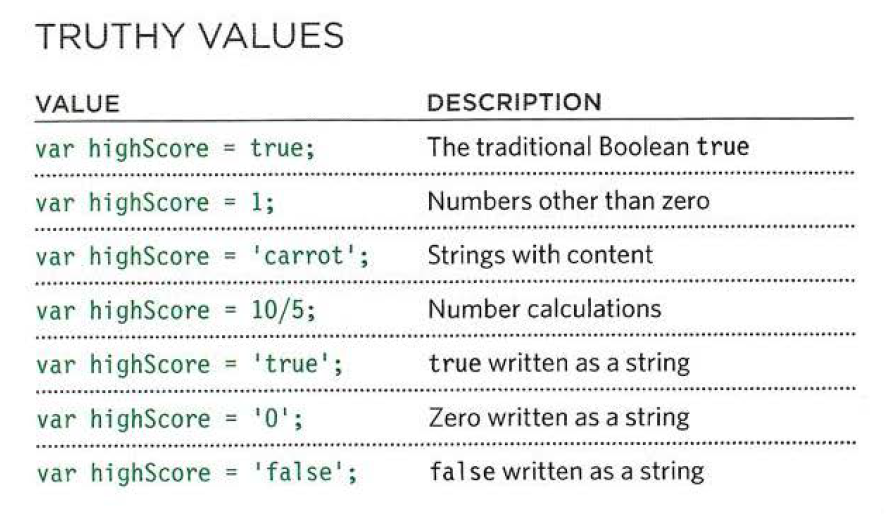 TRUTHY VALUES
VALUE DESCRIPTION
var highScore = true; The traditional Boolean true
var highScore = 1; Numbers other than zero
var highScore = 'carrot'; Strings with content
var highScore = 10/5; Number calculations
var highScore = 'true'; true written as a string
var highScore = '0'; Zero written as a string
var highScore = 'false'; false written as a string